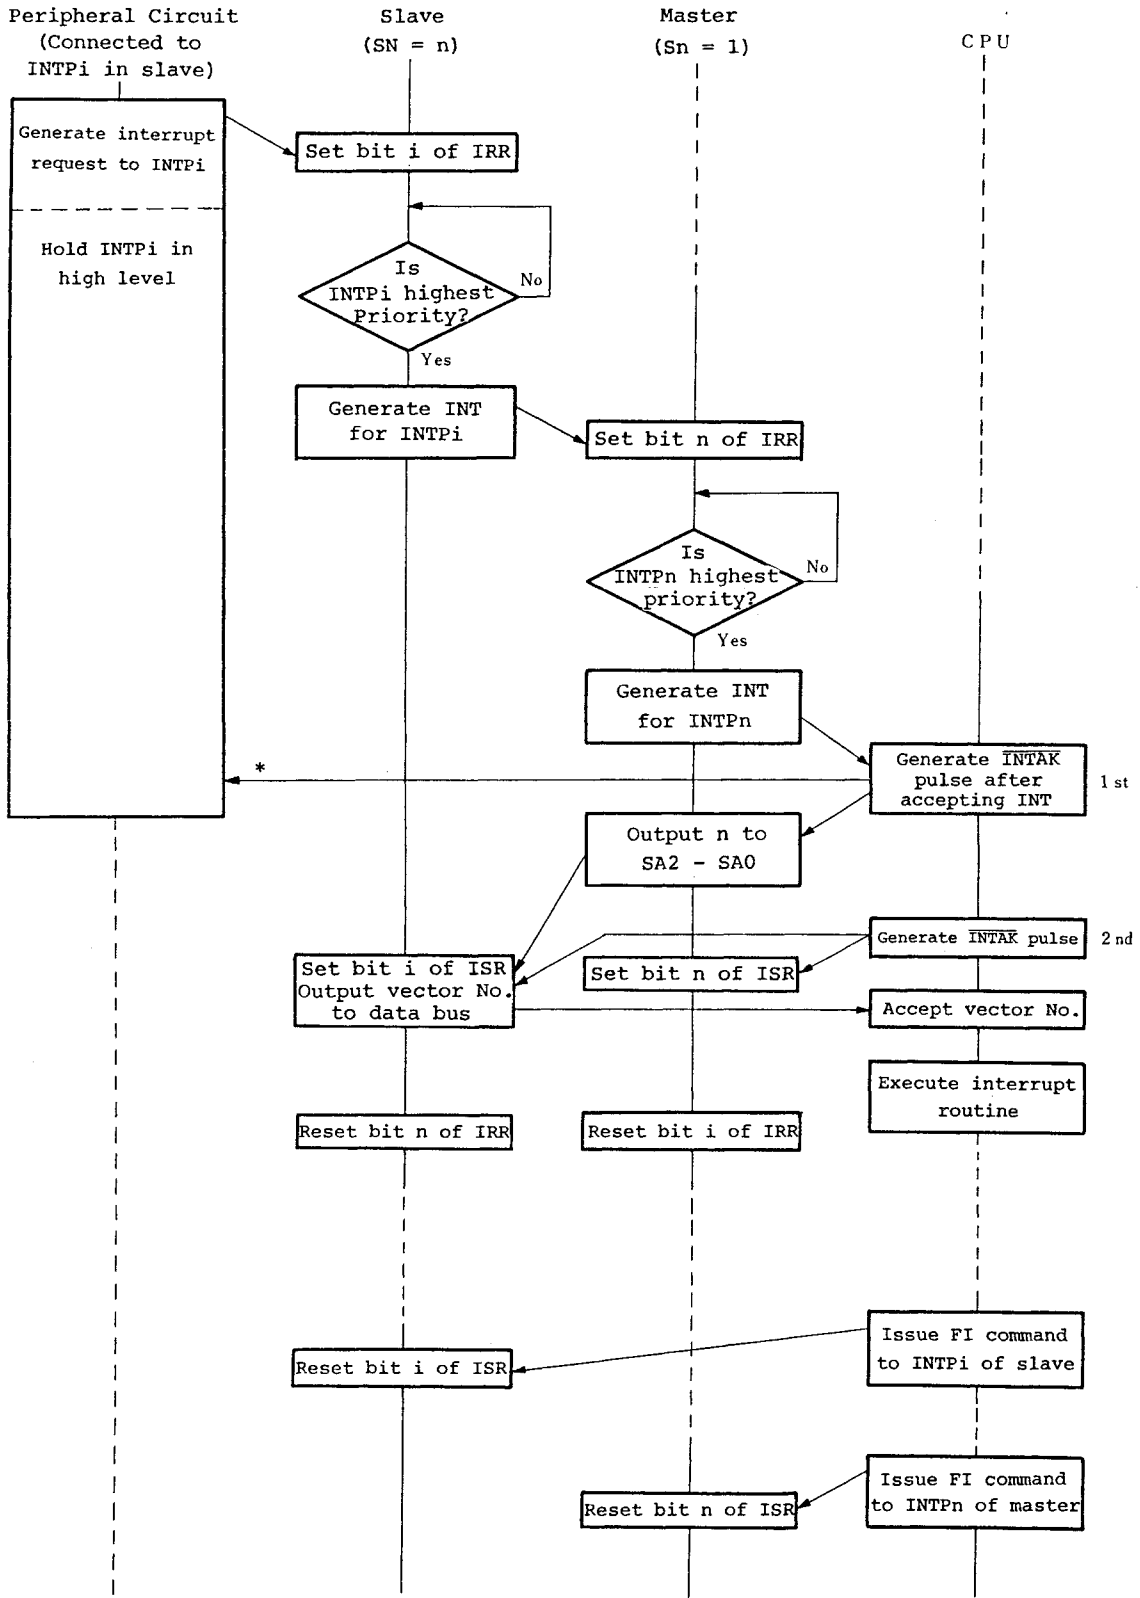 Peripheral Circuit
(Connected to
INTPi in slave)
Slave
(SN = n)
Master
(Sn = 1)
CPU
Generate interrupt
request to INTPi
Hold INTPi in
high level
Set bit i of IRR
Is
INTPi highest
Priority?
No
Yes
Generate INT
for INTPi
Set bit n of IRR
Is
INTPn highest
priority?
No
Yes
Generate INT
for INTPn
Generate INTAK
pulse after
accepting INT
1 st
*
Output n to
SA2 - SA0
Generate INTAK pulse
2 nd
Set bit i of ISR
Output vector No.
to data bus
Set bit n of ISR
Accept vector No.
Execute interrupt
routine
Reset bit n of IRR
Reset bit i of IRR
Issue FI command
to INTPi of slave
Reset bit i of ISR
Issue FI command
to INTPn of master
Reset bit n of ISR